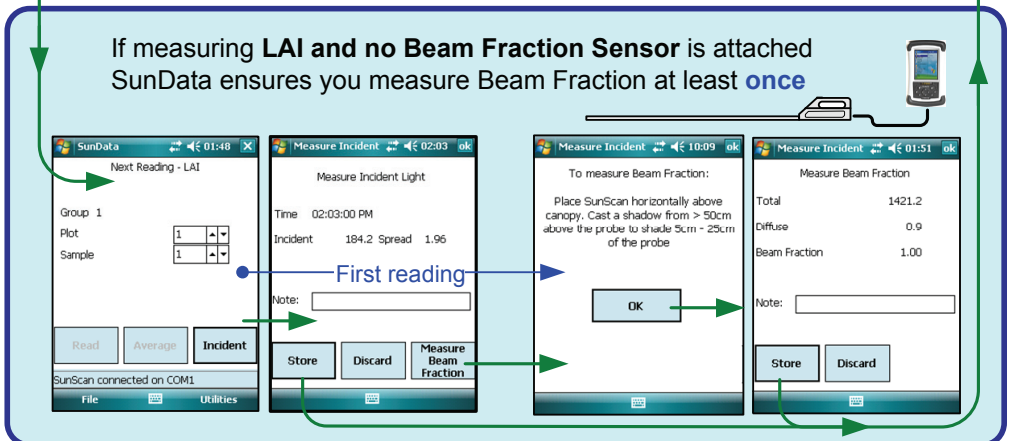 If measuring LAI and no Beam Fraction Sensor is attached
SunData ensures you measure Beam Fraction at least once
SunData 01:48
Next Reading - LAI
Group 1
Plot 1
Sample 1
Read Average Incident
SunScan connected on COM1
File Utilities
Measure Incident 02:03 ok
Measure Incident Light
Time 02:03:00 PM
Incident 184.2 Spread 1.96
First reading
Note:
Store Discard Measure
Beam
Fraction
Measure Incident 10:09 ok
To measure Beam Fraction:
Place SunScan horizontally above
canopy. Cast a shadow from > 50cm
above the probe to shade 5cm - 25cm
of the probe
OK
Measure Incident 01:51 ok
Measure Beam Fraction
Total 1421.2
Diffuse 0.9
Beam Fraction 1.00
Note:
Store Discard